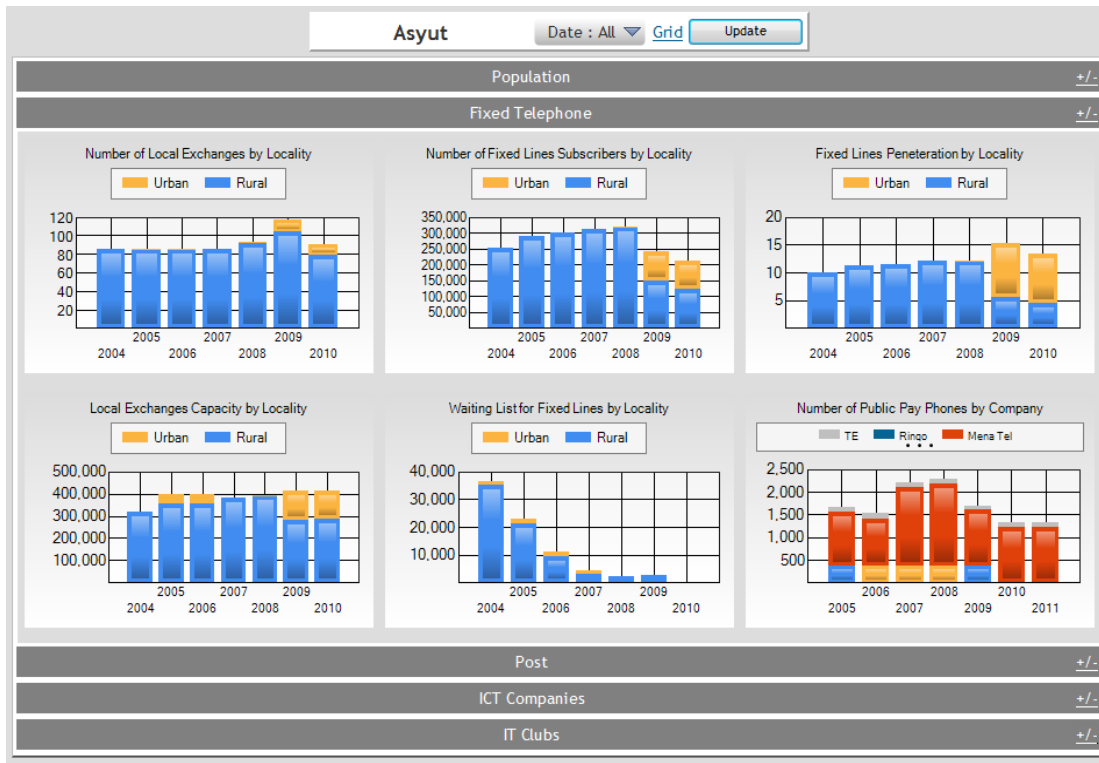 Asyut Date : All Grid Update
Population +/-
Fixed Telephone +/-
Number of Local Exchanges by Locality
Urban Rural
120
100
80
60
40
20
2005 2007 2009
2004 2006 2008 2010
Number of Fixed Lines Subscribers by Locality
Urban Rural
350,000
300,000
250,000
200,000
150,000
100,000
50,000
2005 2007 2009
2004 2006 2008 2010
Fixed Lines Peneteration by Locality
Urban Rural
20
15
10
5
2005 2007 2009
2004 2006 2008 2010
Local Exchanges Capacity by Locality
Urban Rural
500,000
400,000
300,000
200,000
100,000
2005 2007 2009
2004 2006 2008 2010
Waiting List for Fixed Lines by Locality
Urban Rural
40,000
30,000
20,000
10,000
2005 2007 2009
2004 2006 2008 2010
Number of Public Pay Phones by Company
TE Ringo Mena Tel
...
2,500
2,000
1,500
1,000
500
2006 2008 2010
2005 2007 2009 2011
Post +/-
ICT Companies +/-
IT Clubs +/-